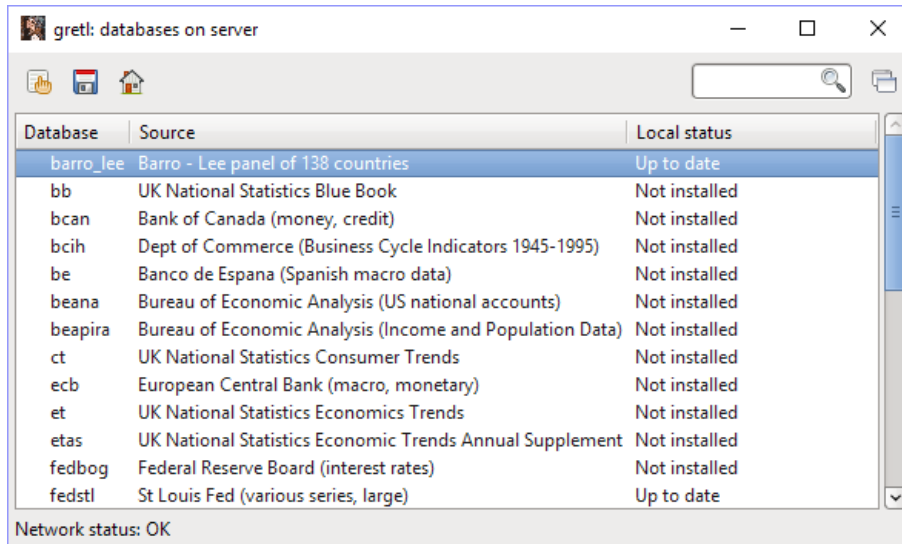 gretl: databases on server
Database Source Local status
barro_lee Barro - Lee panel of 138 countries Up to date
bb UK National Statistics Blue Book Not installed
bcan Bank of Canada (money, credit) Not installed
bcih Dept of Commerce (Business Cycle Indicators 1945-1995) Not installed
be Banco de Espana (Spanish macro data) Not installed
beana Bureau of Economic Analysis (US national accounts) Not installed
beapira Bureau of Economic Analysis (Income and Population Data) Not installed
ct UK National Statistics Consumer Trends Not installed
ecb European Central Bank (macro, monetary) Not installed
et UK National Statistics Economics Trends Not installed
etas UK National Statistics Economic Trends Annual Supplement Not installed
fedbog Federal Reserve Board (interest rates) Not installed
fedstl St Louis Fed (various series, large) Up to date
Network status: OK